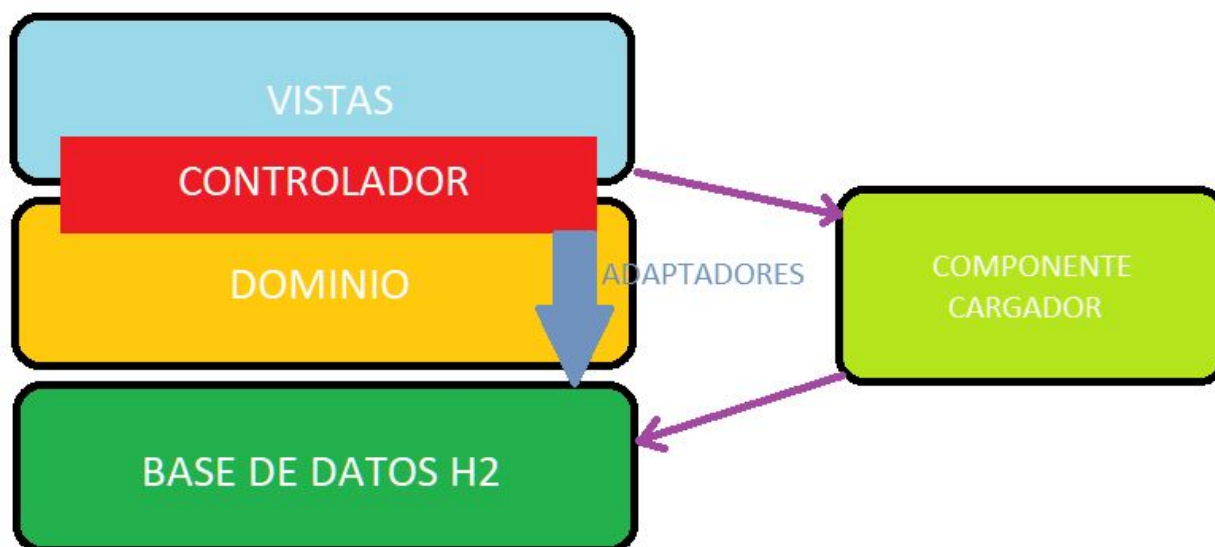 VISTAS
CONTROLADOR
DOMINIO
ADAPTADORES
COMPONENTE
CARGADOR
BASE DE DATOS H2